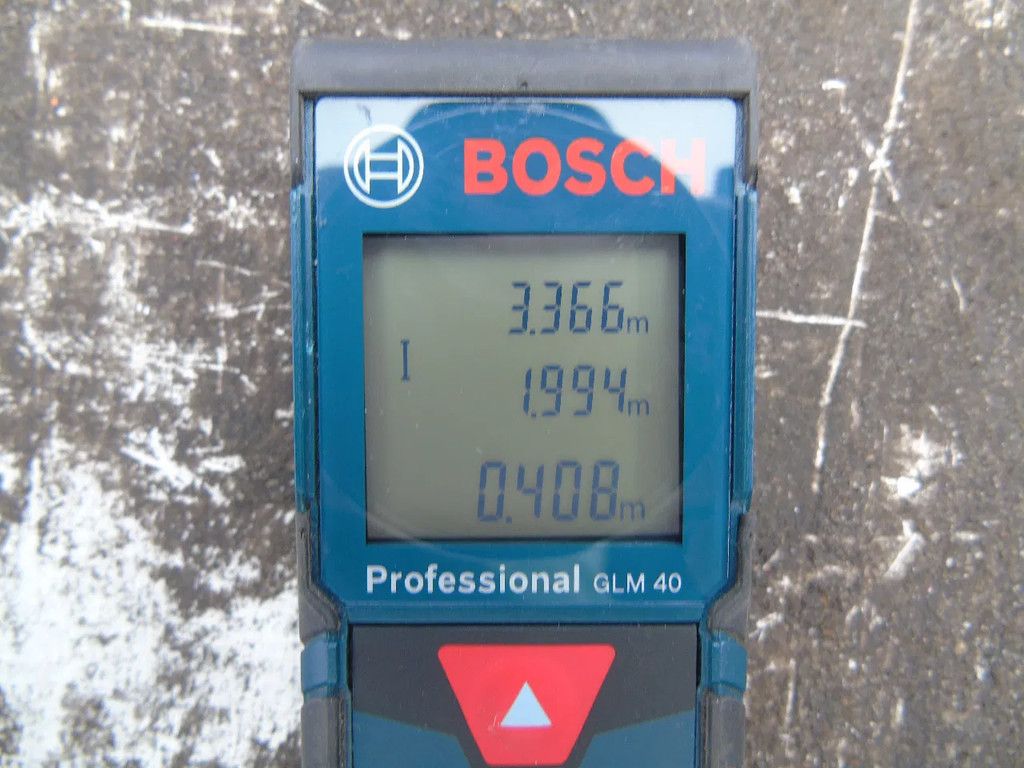 BOSCH
3.366m
1.994m
0.408m
Professional GLM 40